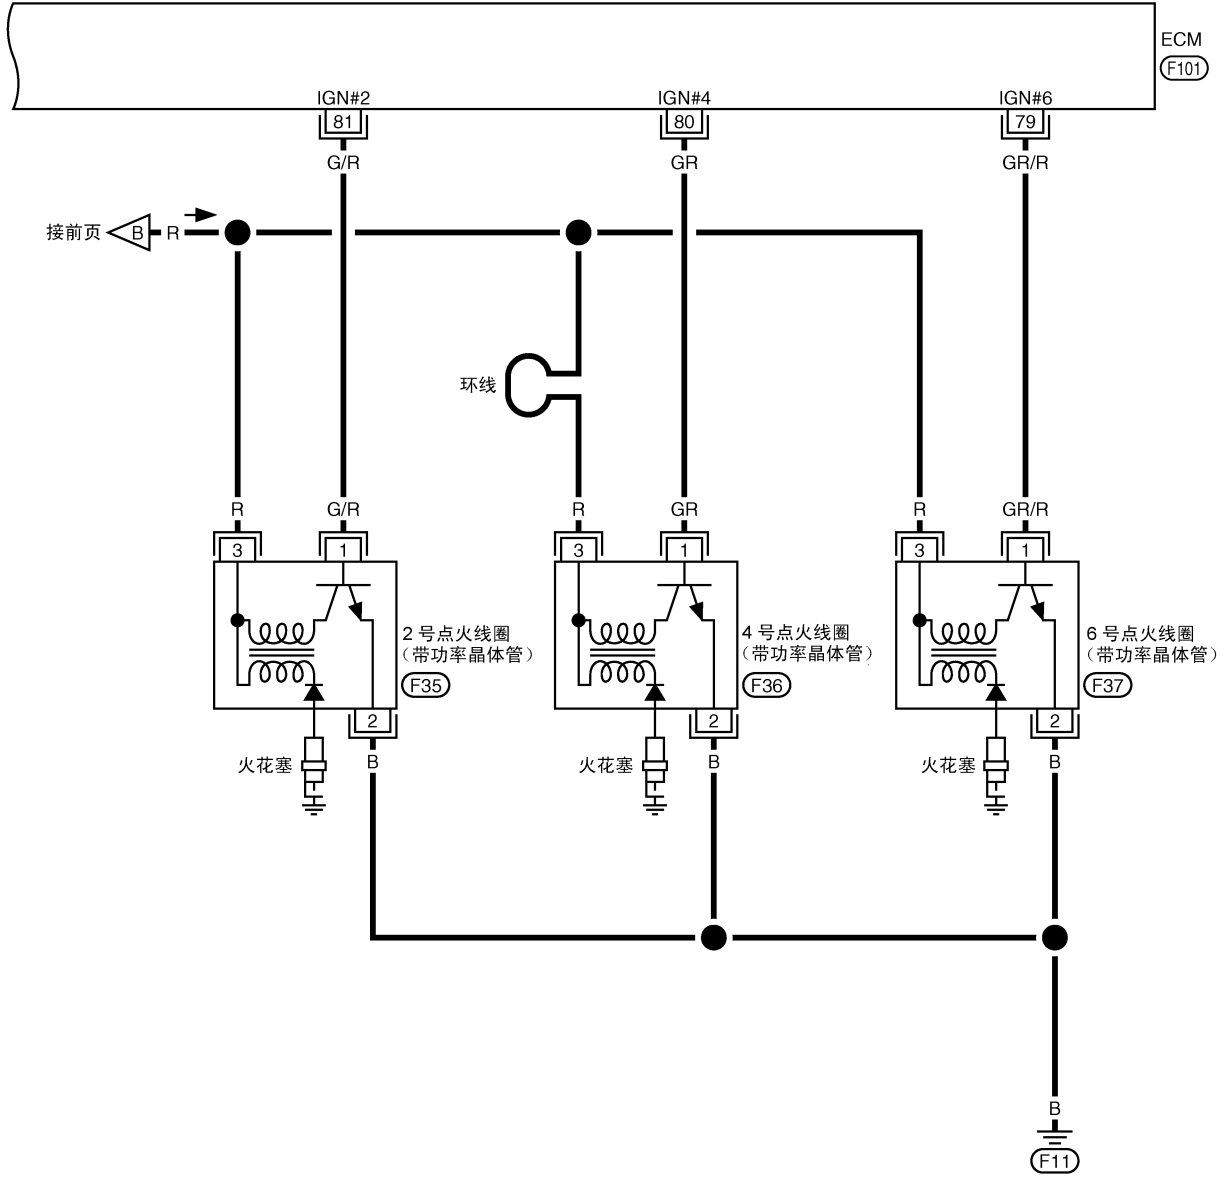 ECM
F101
IGN#2 IGN#4 IGN#6
81 80 79
G/R GR GR/R
接前页 B R
环线
R G/R R GR R GR/R
3 1 3 1 3 1
2 号点火线圈
（带功率晶体管）
F35
4 号点火线圈
（带功率晶体管）
F36
6 号点火线圈
（带功率晶体管）
F37
2 2 2
火花塞 B 火花塞 B 火花塞 B
B
F11